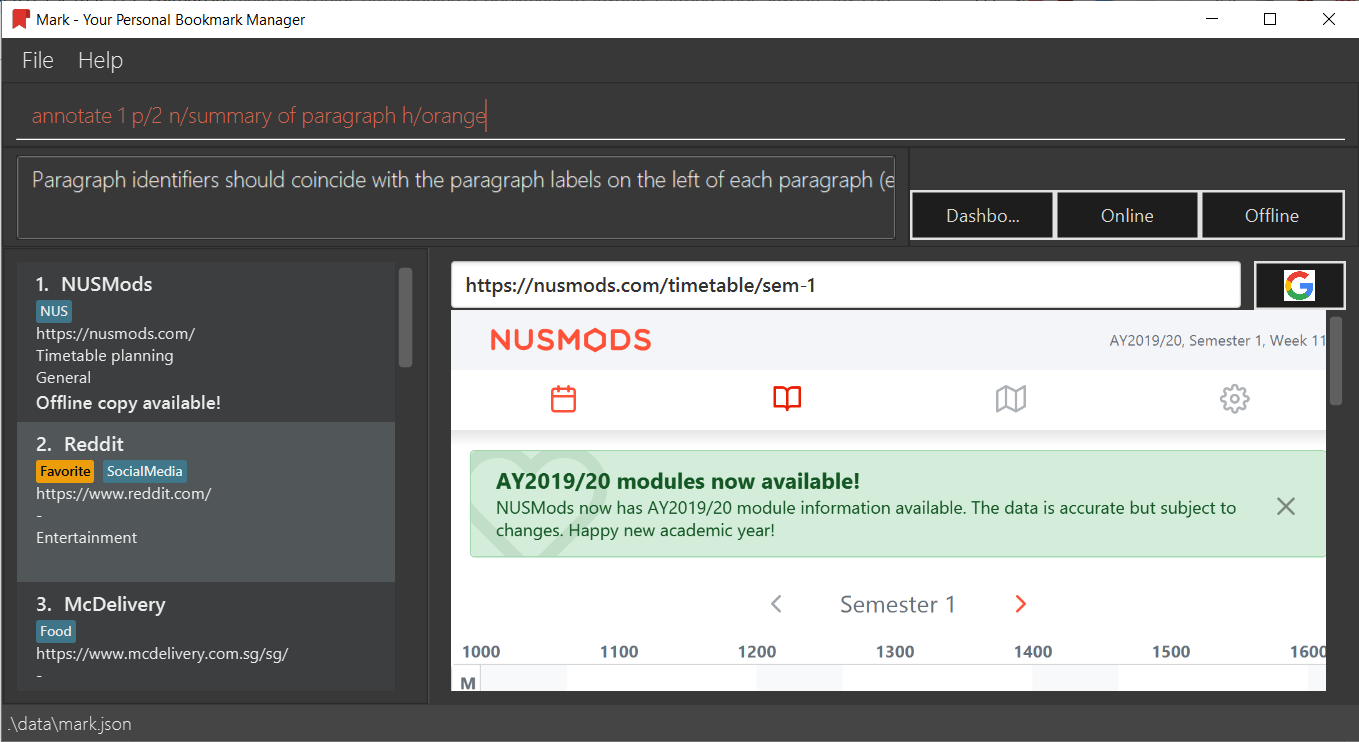 Mark - Your Personal Bookmark Manager
File Help
annotate 1 p/2 n/summary of paragraph h/orange
Paragraph identifiers should coincide with the paragraph labels on the left of each paragraph (e
Dashbo... Online Offline
1. NUSMods
NUS
https://nusmods.com/
Timetable planning
General
Offline copy available!
2. Reddit
Favorite SocialMedia
https://www.reddit.com/
-
Entertainment
3. McDelivery
Food
https://www.mcdelivery.com.sg/sg/
-
https://nusmods.com/timetable/sem-1
G
NUSMODS
AY2019/20, Semester 1, Week 11
AY2019/20 modules now available!
NUSMods now has AY2019/20 module information available. The data is accurate but subject to
changes. Happy new academic year!
Semester 1
1000 1100 1200 1300 1400 1500 1600
M
.\data\mark.json